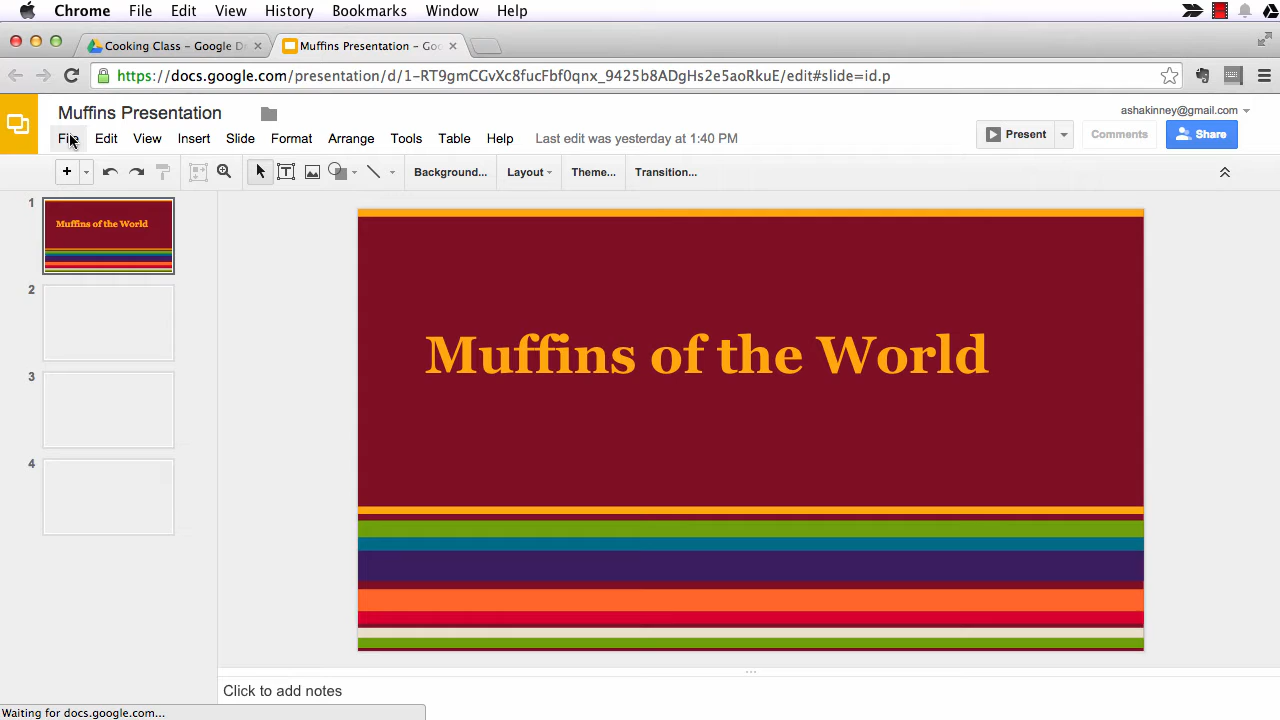 Chrome File Edit View History Bookmarks Window Help
Cooking Class – Google D
Muffins Presentation – Goo
https://docs.google.com/presentation/d/1-RT9gmCGvXc8fucFbf0qnx_9425b8ADgHs2e5aoRkuE/edit#slide=id.p
Muffins Presentation
ashakinney@gmail.com
File Edit View Insert Slide Format Arrange Tools Table Help Last edit was yesterday at 1:40 PM
Present Comments Share
Background... Layout Theme... Transition...
1
Muffins of the World
2
3
4
Muffins of the World
Click to add notes
Waiting for docs.google.com...